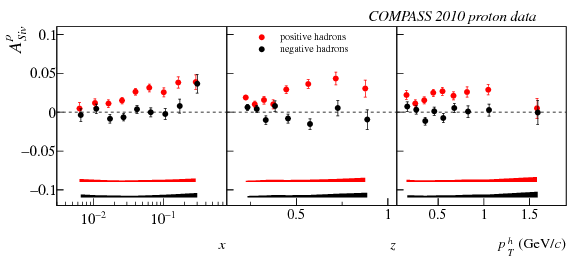 COMPASS 2010 proton data
A^p_Siv
0.1
0.05
0
−0.05
−0.1
positive hadrons
negative hadrons
10^−2 10^−1 0.5 1 0.5 1 1.5
x z p^h_T (GeV/c)